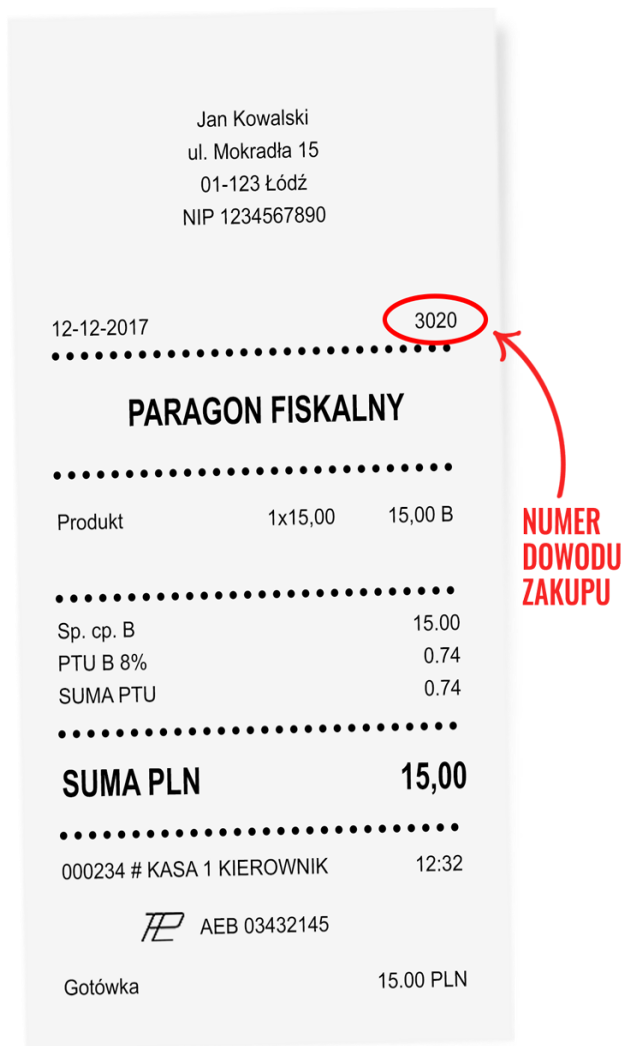 Jan Kowalski
ul. Mokradła 15
01-123 Łódź
NIP 1234567890
12-12-2017 3020
PARAGON FISKALNY
Produkt 1x15,00 15,00 B
NUMER
DOWODU
ZAKUPU
Sp. cp. B 15.00
PTU B 8% 0.74
SUMA PTU 0.74
SUMA PLN 15,00
000234 # KASA 1 KIEROWNIK 12:32
AEB 03432145
Gotówka 15.00 PLN